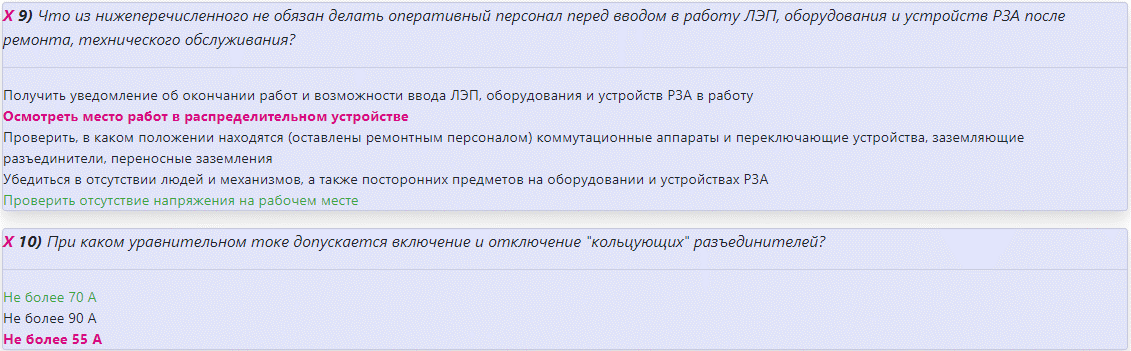 X 9) Что из нижеперечисленного не обязан делать оперативный персонал перед вводом в работу ЛЭП, оборудования и устройств РЗА после
ремонта, технического обслуживания?
Получить уведомление об окончании работ и возможности ввода ЛЭП, оборудования и устройств РЗА в работу
Осмотреть место работ в распределительном устройстве
Проверить, в каком положении находятся (оставлены ремонтным персоналом) коммутационные аппараты и переключающие устройства, заземляющие
разъединители, переносные заземления
Убедиться в отсутствии людей и механизмов, а также посторонних предметов на оборудовании и устройствах РЗА
Проверить отсутствие напряжения на рабочем месте
X 10) При каком уравнительном токе допускается включение и отключение "кольцующих" разъединителей?
Не более 70 А
Не более 90 А
Не более 55 А